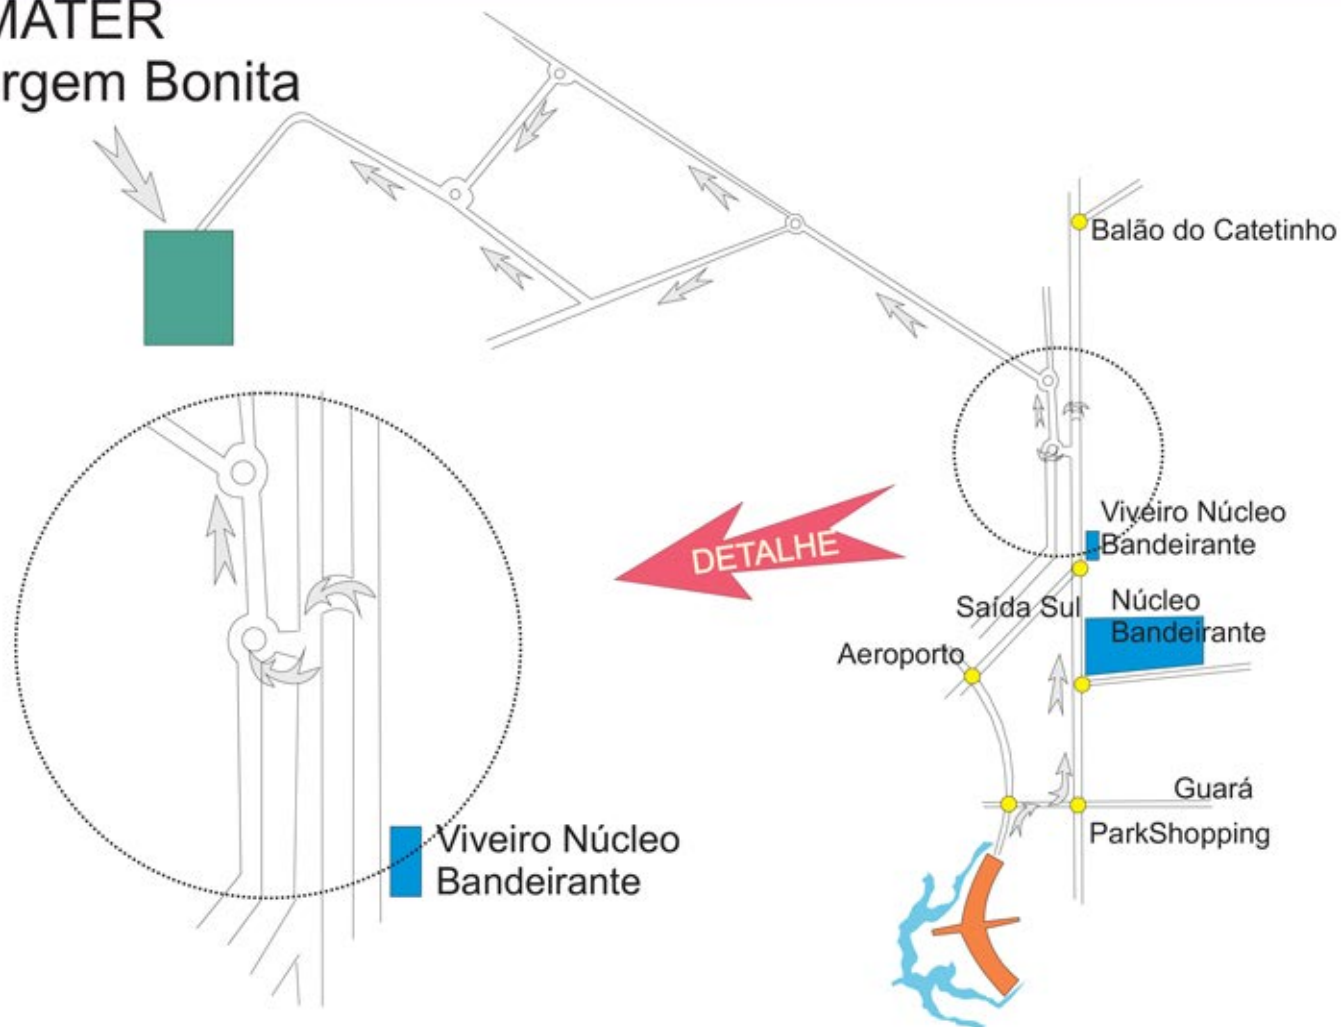 MATER
rgem Bonita
Balão do Catetinho
Viveiro Núcleo
Bandeirante
DETALHE
Saída Sul
Núcleo
Bandeirante
Aeroporto
Guará
ParkShopping
Viveiro Núcleo
Bandeirante